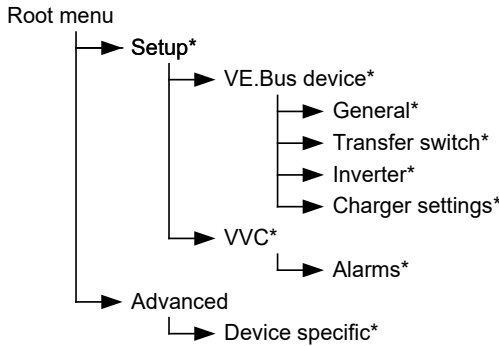 Root menu
Setup*
VE.Bus device*
General*
Transfer switch*
Inverter*
Charger settings*
VVC*
Alarms*
Advanced
Device specific*